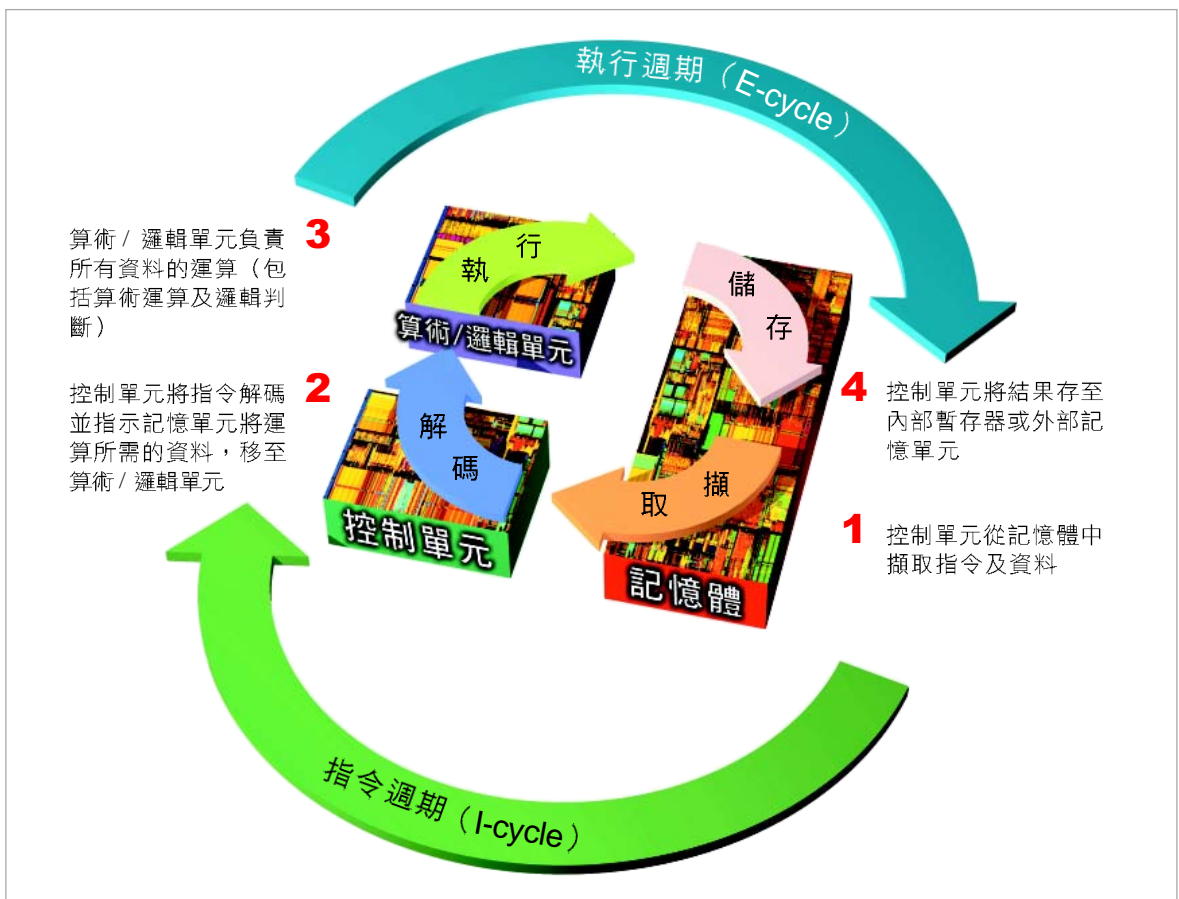 執行週期（E-cycle）
3
算術/ 邏輯單元負責
所有資料的運算（包
括算術運算及邏輯判
斷）
執行
儲存
算術/邏輯單元
2
控制單元將指令解碼
並指示記憶單元將運
算所需的資料，移至
算術/ 邏輯單元
解碼
4
控制單元將結果存至
內部暫存器或外部記
憶單元
擷取
控制單元
1
控制單元從記憶體中
擷取指令及資料
記憶體
指令週期（I-cycle）